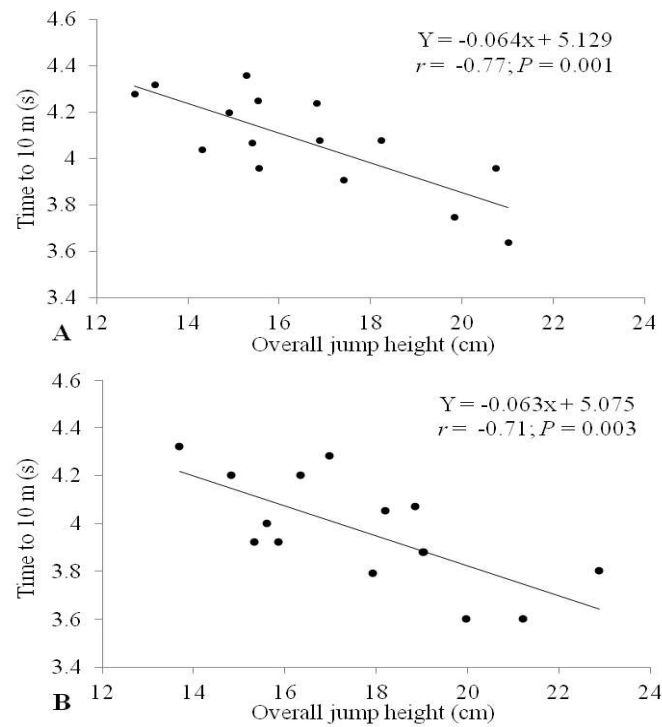 4.6
Y = -0.064x + 5.129
r = -0.77; P = 0.001
4.4
4.2
4
3.8
3.6
3.4
Time to 10 m (s)
12 14 16 18 20 22 24
A
Overall jump height (cm)
4.6
Y = -0.063x + 5.075
r = -0.71; P = 0.003
4.4
4.2
4
3.8
3.6
3.4
Time to 10 m (s)
12 14 16 18 20 22 24
B
Overall jump height (cm)